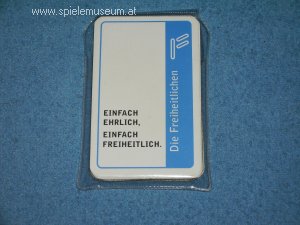 www.spielemuseum.at
EINFACH
EHRLICH,
EINFACH
FREIHEITLICH.
Die Freiheitlichen